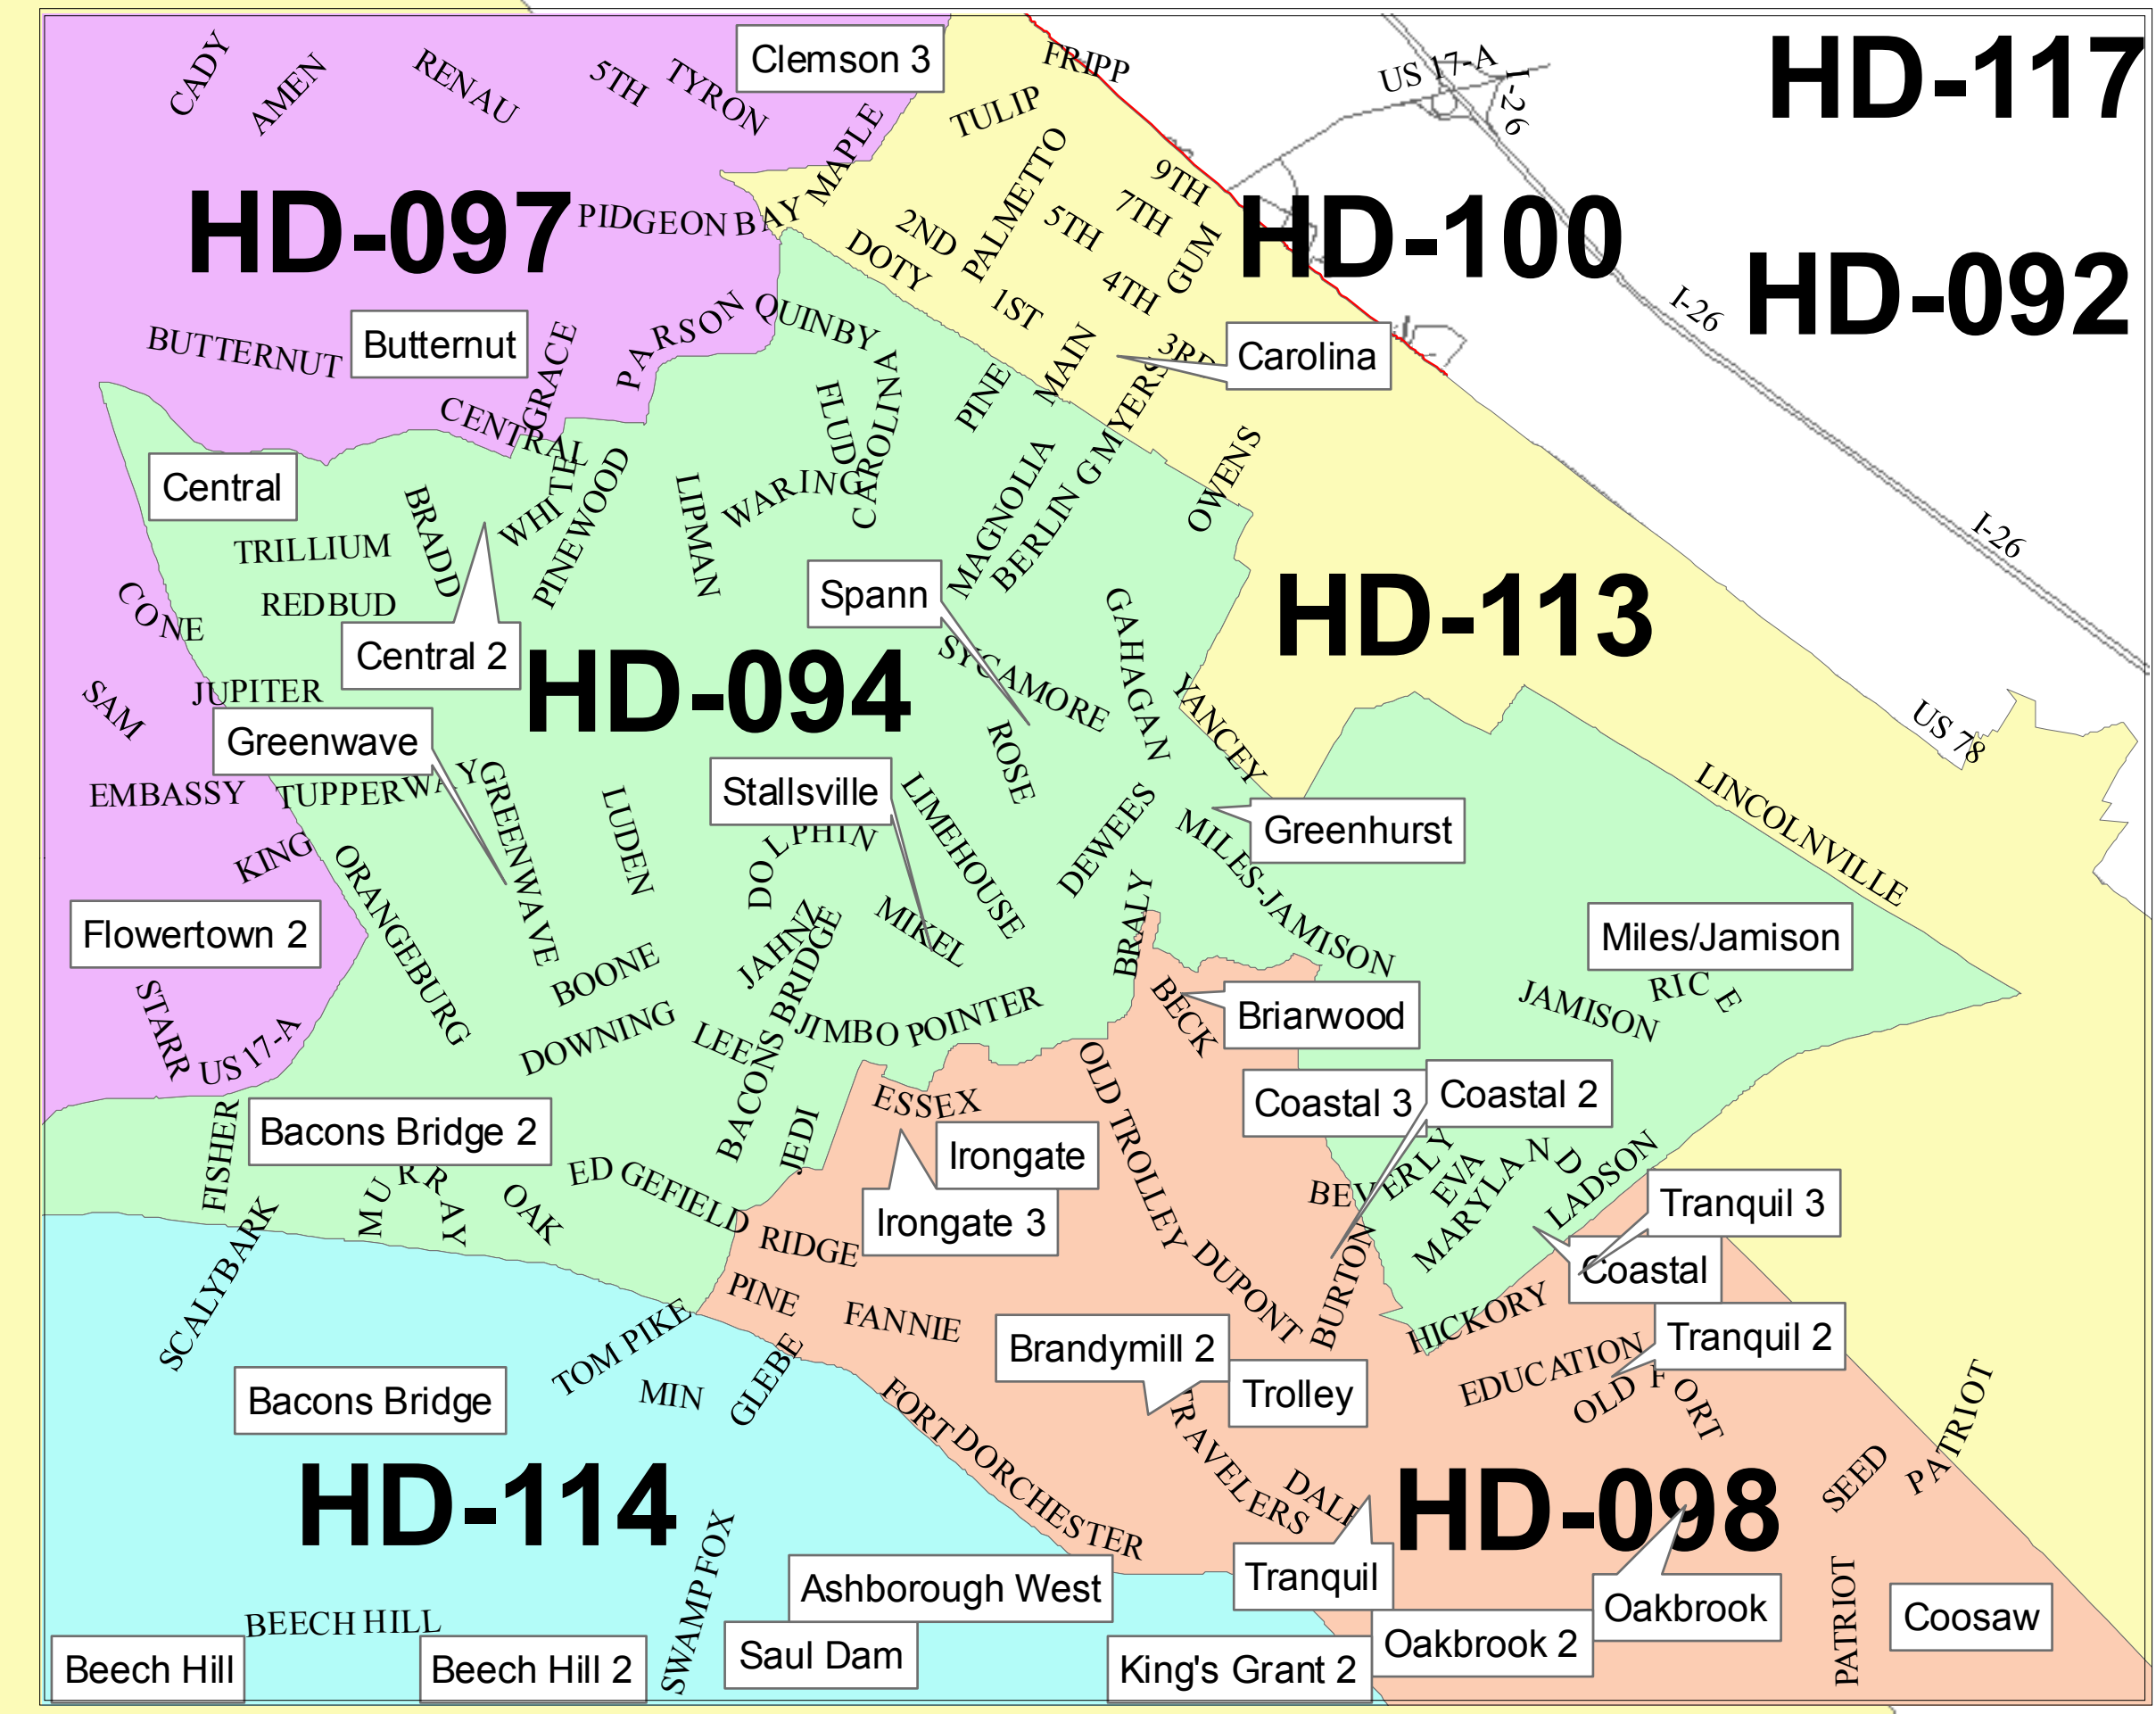 CADY
AMEN
RENAU
5TH
TYRON
Clemson 3
FRIPP
US 17-A
I-26
HD-117
TULIP
MAPLE
PALMETTO
9TH
7TH
5TH
HD-097
PIDGEON BAY
2ND
DOTY
GUM
HD-100
4TH
1ST
HD-092
I-26
BUTTERNUT
Butternut
GRACE
PARSON
QUINBY
MAIN
3RD
Carolina
CENTRAL
FLUD
CAROLINA
PINE
GMYERS
Central
BRADD
WHITE
PINEWOOD
LIPMAN
WARING
MAGNOLIA
BERLIN
OWENS
I-26
TRILLIUM
CONE
REDBUD
Central 2
Spann
GAHAGAN
HD-113
HD-094
SYCAMORE
SAM
JUPITER
Greenwave
ROSE
YANCEY
US 78
EMBASSY
TUPPERWAY
GREENWAVE
LUDEN
Stallsville
DOLPHIN
LIMEHOUSE
DEWEES
Greenhurst
MILES-JAMISON
LINCOLNVILLE
KING
ORANGEBURG
Flowertown 2
JAHNZ
MIKEL
BRALY
Miles/Jamison
STARR
BOONE
BACONS BRIDGE
BECK
Briarwood
JAMISON
RICE
US 17-A
DOWNING
LEE
JIMBO POINTER
OLD TROLLEY
Coastal 3
Coastal 2
FISHER
Bacons Bridge 2
JEDI
ESSEX
Irongate
Irongate 3
BEVERLY
EVA
MARYLAND
LADSON
MURRAY
OAK
EDGEFIELD
RIDGE
Tranquil 3
Coastal
SCALYBARK
PINE
FANNIE
DUPONT
BURTON
HICKORY
Tranquil 2
TOM PIKE
GLEBE
Brandymill 2
Trolley
EDUCATION
OLD FORT
Bacons Bridge
MIN
FORT DORCHESTER
TRAVELERS
DALE
SEED
PATRIOT
HD-114
HD-098
SWAMP FOX
Ashborough West
Tranquil
Oakbrook
PATRIOT
Coosaw
BEECH HILL
Beech Hill
Beech Hill 2
Saul Dam
King's Grant 2
Oakbrook 2